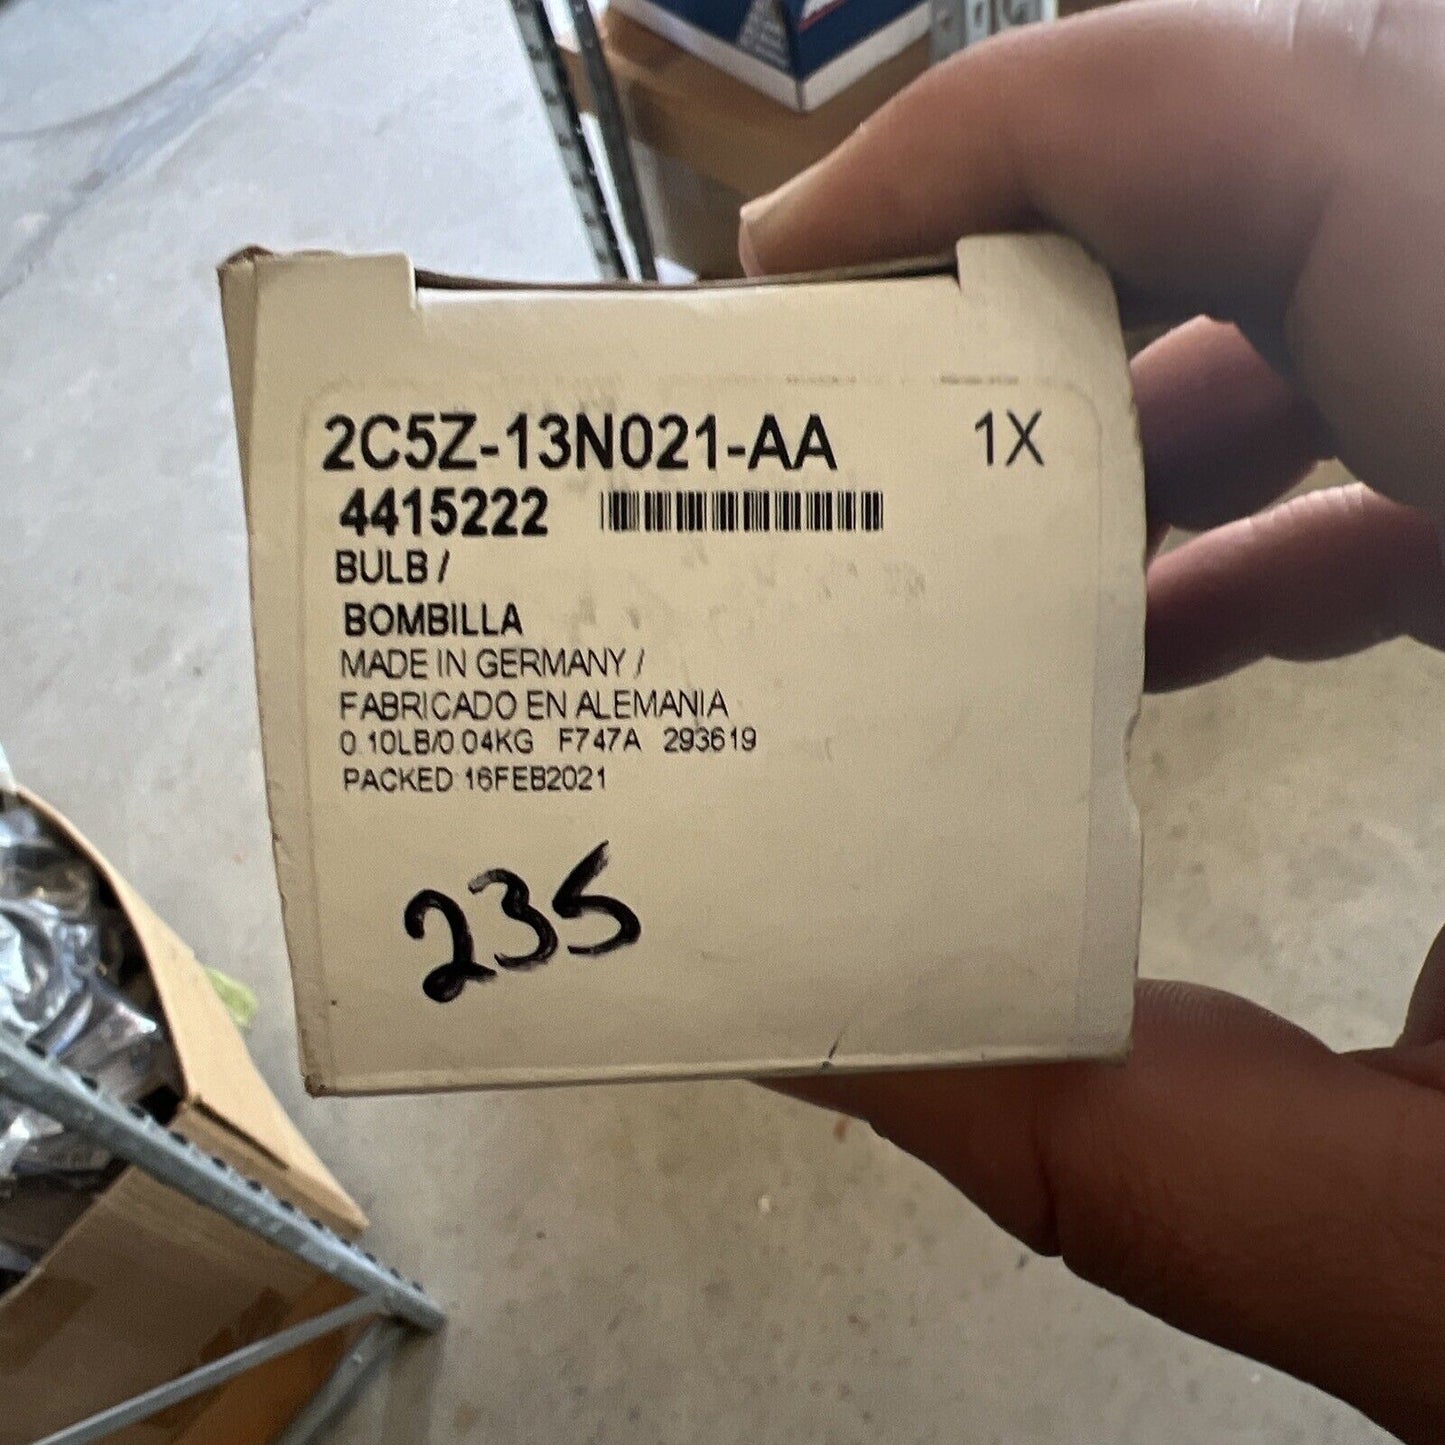 2C5Z-13N021-AA 1X
4415222
BULB /
BOMBILLA
MADE IN GERMANY /
FABRICADO EN ALEMANIA
0.10LB/0.04KG F747A 293619
PACKED 16FEB2021
235